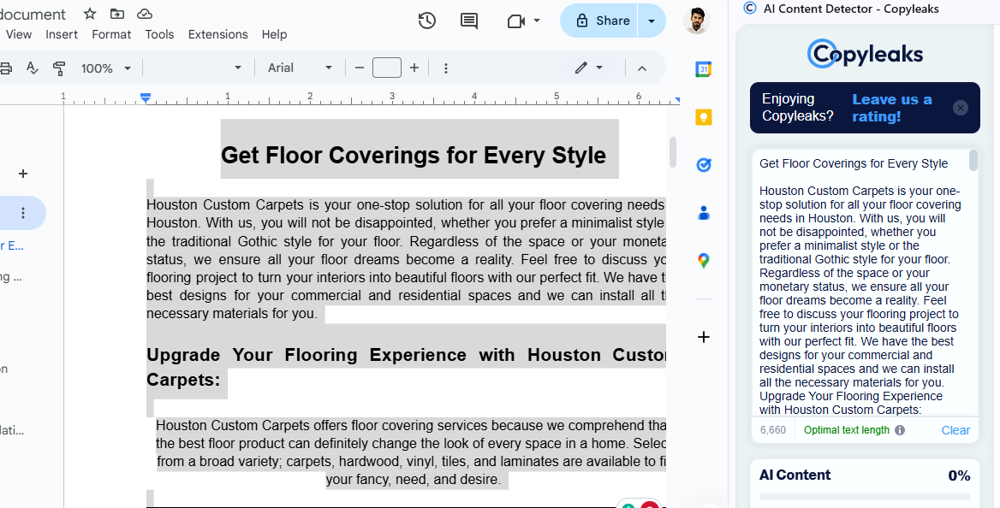 document
View Insert Format Tools Extensions Help
Share
100% Arial
1 1 2 3 4 5 6
31
Get Floor Coverings for Every Style
Houston Custom Carpets is your one-stop solution for all your floor covering needs
Houston. With us, you will not be disappointed, whether you prefer a minimalist style
the traditional Gothic style for your floor. Regardless of the space or your moneta
status, we ensure all your floor dreams become a reality. Feel free to discuss yo
flooring project to turn your interiors into beautiful floors with our perfect fit. We have t
best designs for your commercial and residential spaces and we can install all t
necessary materials for you.
Upgrade Your Flooring Experience with Houston Custor
Carpets:
Houston Custom Carpets offers floor covering services because we comprehend tha
the best floor product can definitely change the look of every space in a home. Selec
from a broad variety; carpets, hardwood, vinyl, tiles, and laminates are available to fi
your fancy, need, and desire.
r E...
ng ...
on
lati...
AI Content Detector - Copyleaks
Copyleaks
Enjoying
Copyleaks?
Leave us a
rating!
Get Floor Coverings for Every Style
Houston Custom Carpets is your one-
stop solution for all your floor covering
needs in Houston. With us, you will
not be disappointed, whether you
prefer a minimalist style or the
traditional Gothic style for your floor.
Regardless of the space or your
monetary status, we ensure all your
floor dreams become a reality. Feel
free to discuss your flooring project to
turn your interiors into beautiful floors
with our perfect fit. We have the best
designs for your commercial and
residential spaces and we can install
all the necessary materials for you.
Upgrade Your Flooring Experience
with Houston Custom Carpets:
6,660 Optimal text length Clear
AI Content 0%